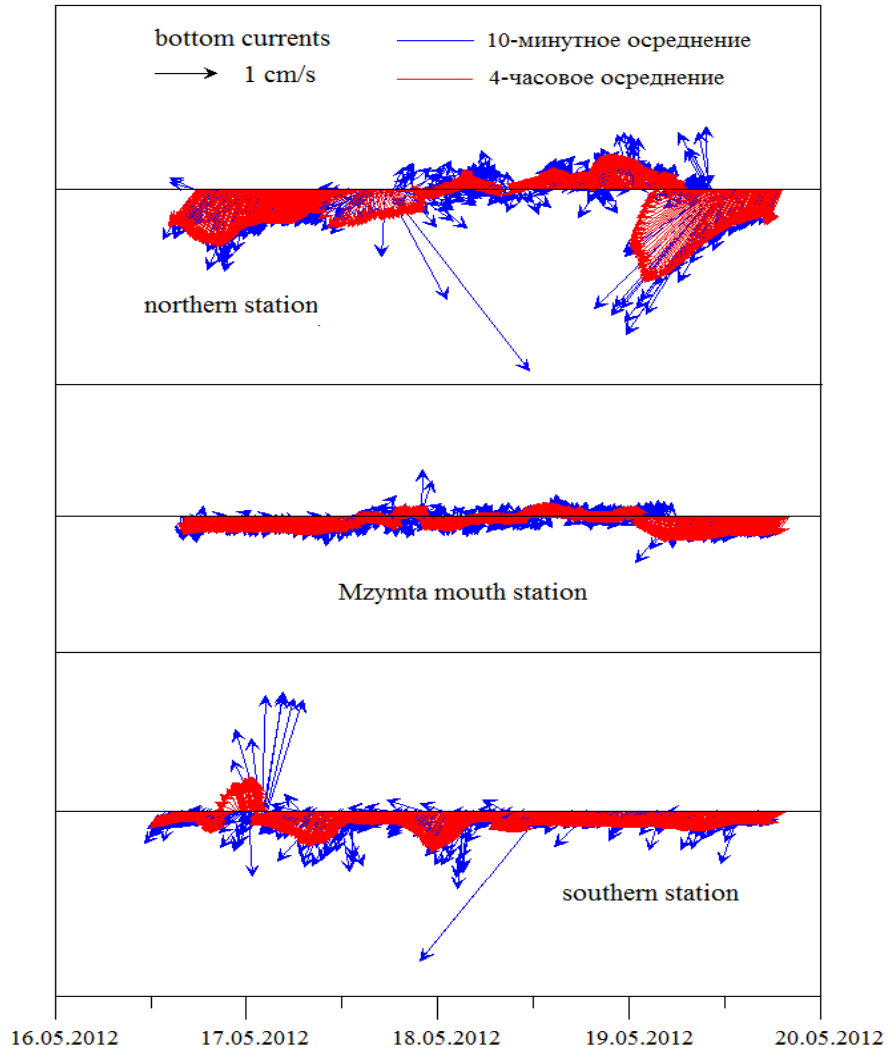 bottom currents
1 cm/s
10-минутное осреднение
4-часовое осреднение
northern station
Mzymta mouth station
southern station
16.05.2012 17.05.2012 18.05.2012 19.05.2012 20.05.2012